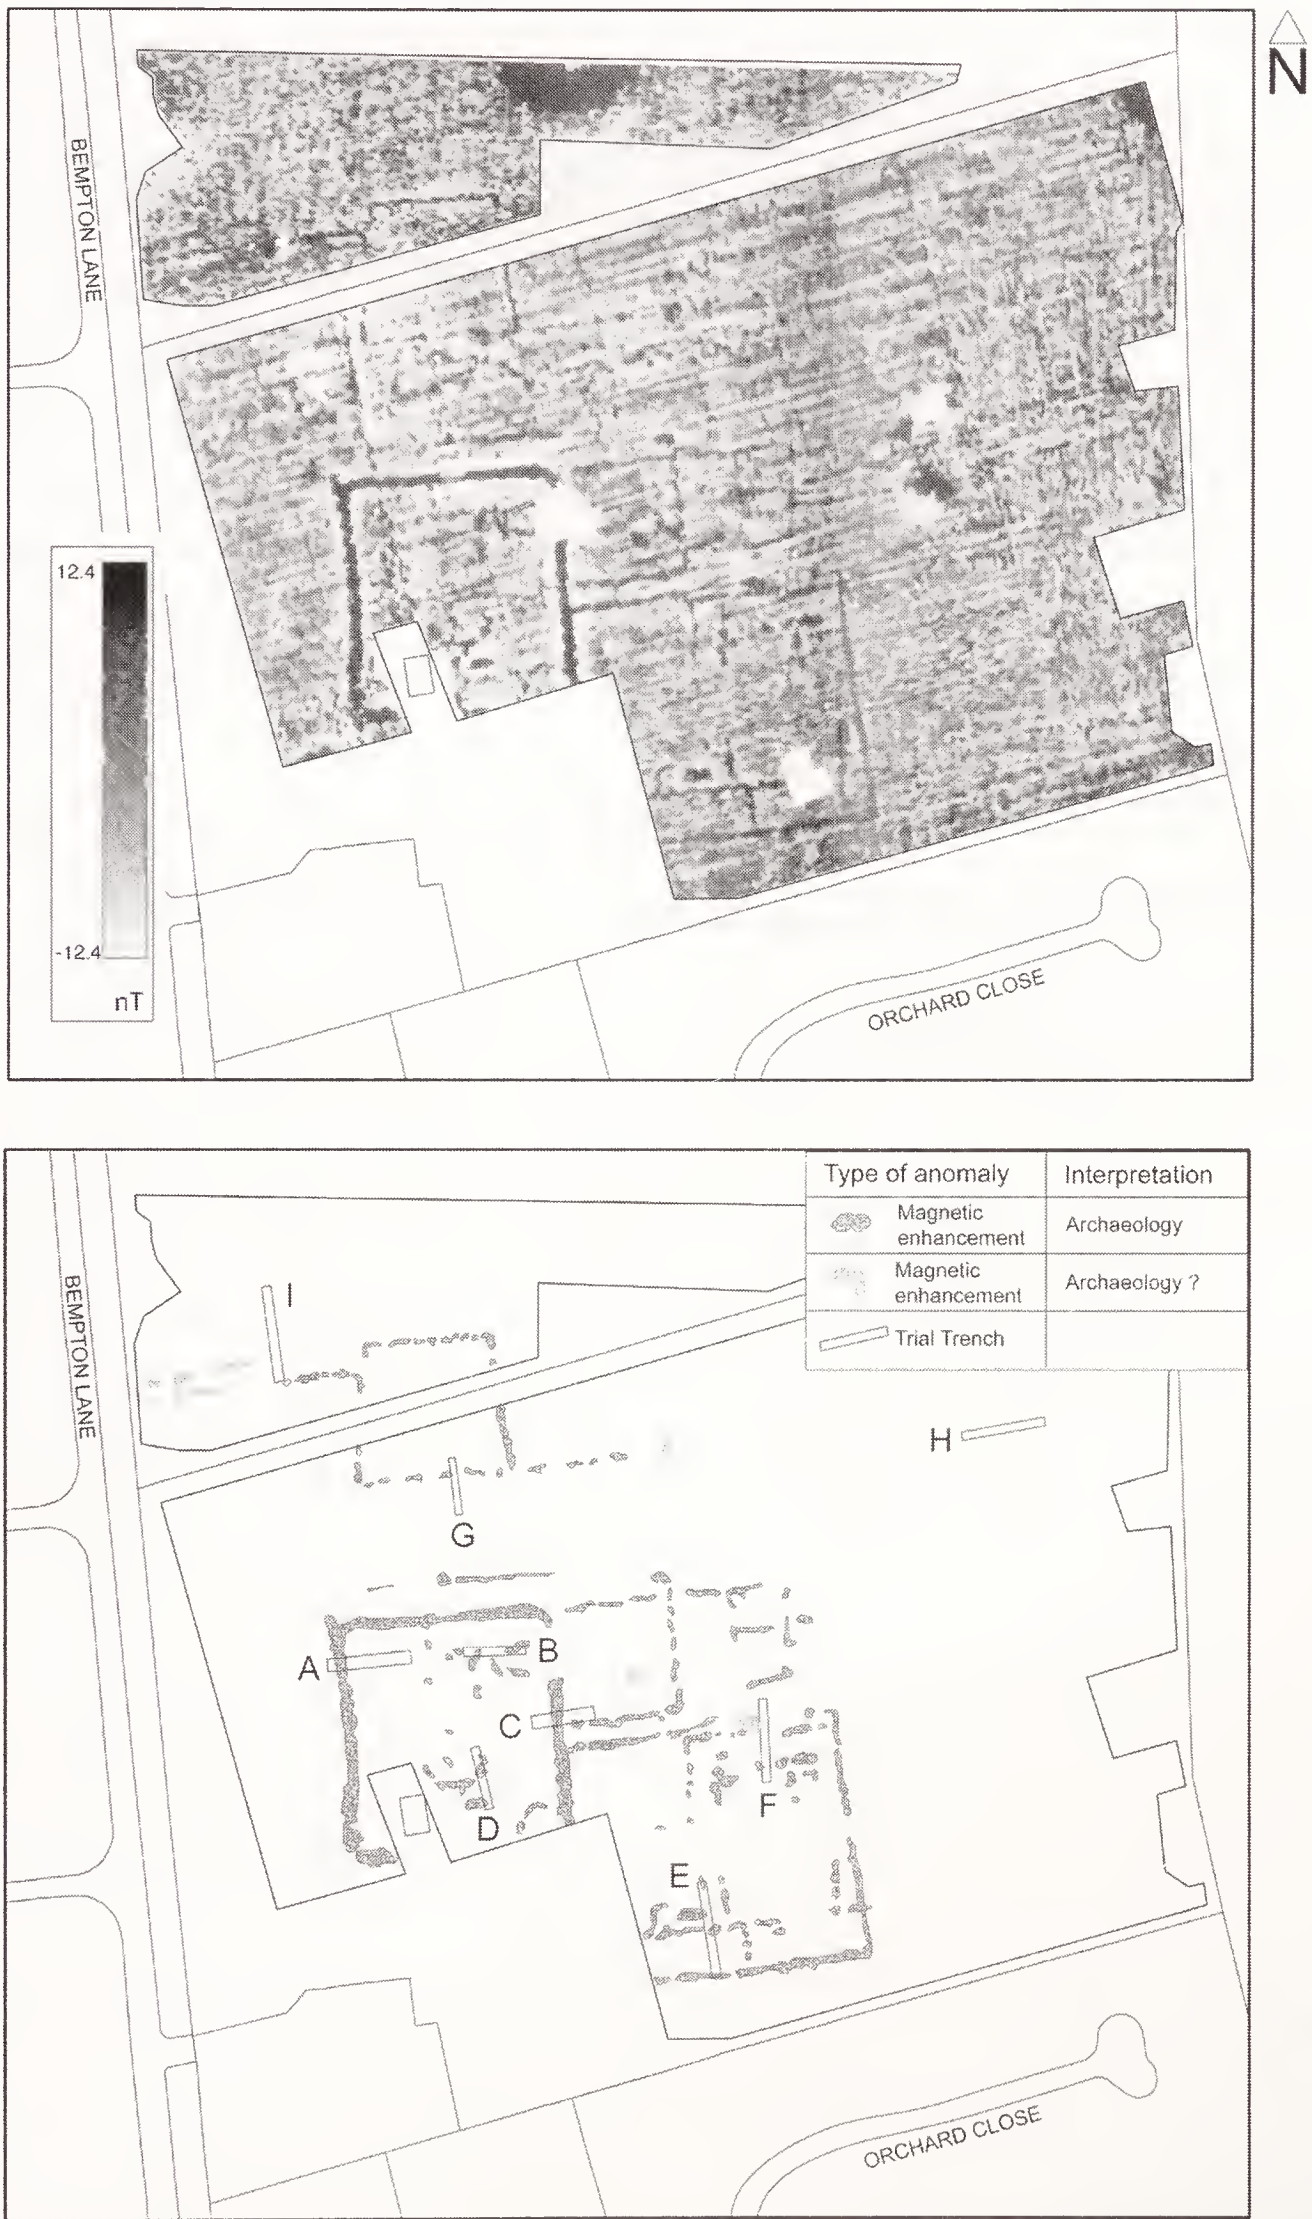 N
BEMPTON LANE
12.4
-12.4
nT
ORCHARD CLOSE
Type of anomaly Interpretation
Magnetic
enhancement Archaeology
Magnetic
enhancement Archaeology ?
Trial Trench
BEMPTON LANE
I
H
G
A
B
C
D
F
E
ORCHARD CLOSE